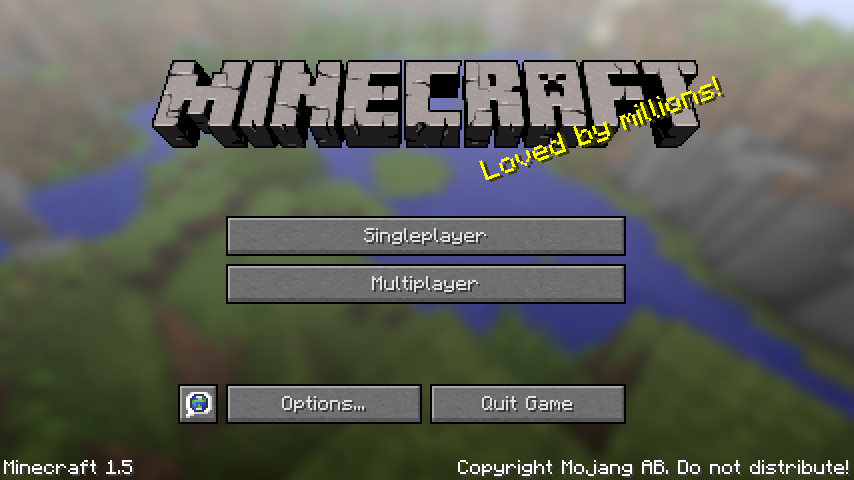 MINECRAFT
Loved by millions!
Singleplayer
Multiplayer
Options...
Quit Game
Minecraft 1.5
Copyright Mojang AB. Do not distribute!